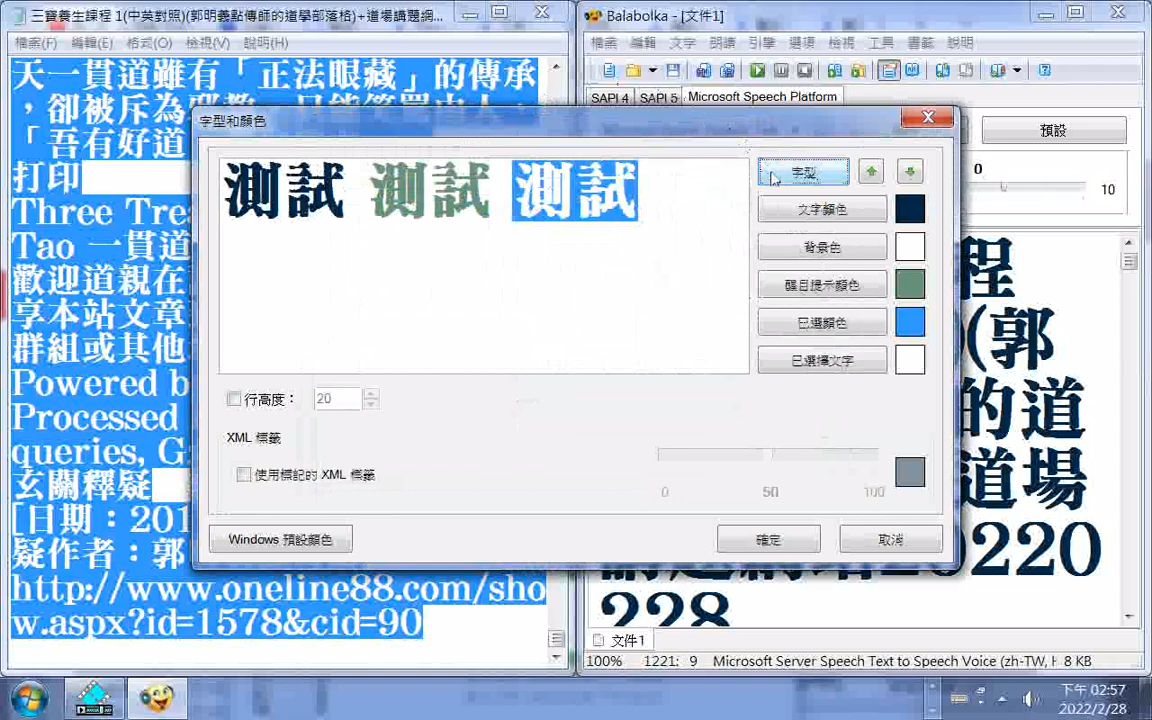 三寶養生課程 1(中英對照)(郭明義點傳師的道學部落格)+道場講題網...
檔案(F) 編輯(E) 格式(O) 檢視(V) 說明(H)
天一貫道雖有「正法眼藏」的傳承
，卻被斥為
「吾有好道
打印
Three Trea
Tao 一貫道
歡迎道親在
享本站文章
群組或其他
Powered b
Processed
queries, G
玄關釋疑
[日期：201
疑作者：郭
http://www.oneline88.com/sho
w.aspx?id=1578&cid=90
Balabolka - [文件1]
檔案 編輯 文字 朗讀 引擎 選項 檢視 工具 書籤 說明
SAPI 4 SAPI 5 Microsoft Speech Platform
預設
0
10
程
(郭
的道
道場
20220
228
文件1
100% 1221: 9 Microsoft Server Speech Text to Speech Voice (zh-TW, H 8 KB
字型和顏色
測試 測試 測試
字型
文字顏色
背景色
醒目提示顏色
已選顏色
已選擇文字
行高度： 20
XML 標籤
使用標記的 XML 標籤
0 50 100
Windows 預設顏色
確定
取消
下午 02:57
2022/2/28